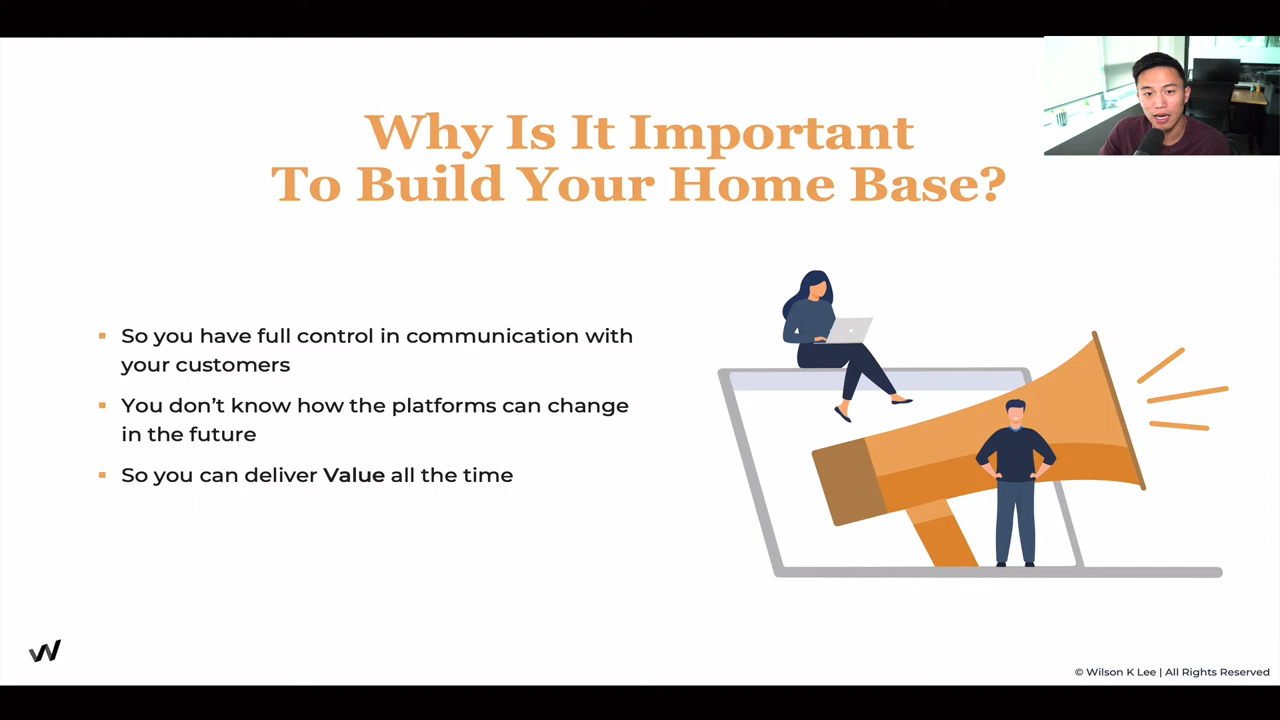 Why Is It Important
To Build Your Home Base?
So you have full control in communication with
your customers
You don’t know how the platforms can change
in the future
So you can deliver Value all the time
© Wilson K Lee | All Rights Reserved